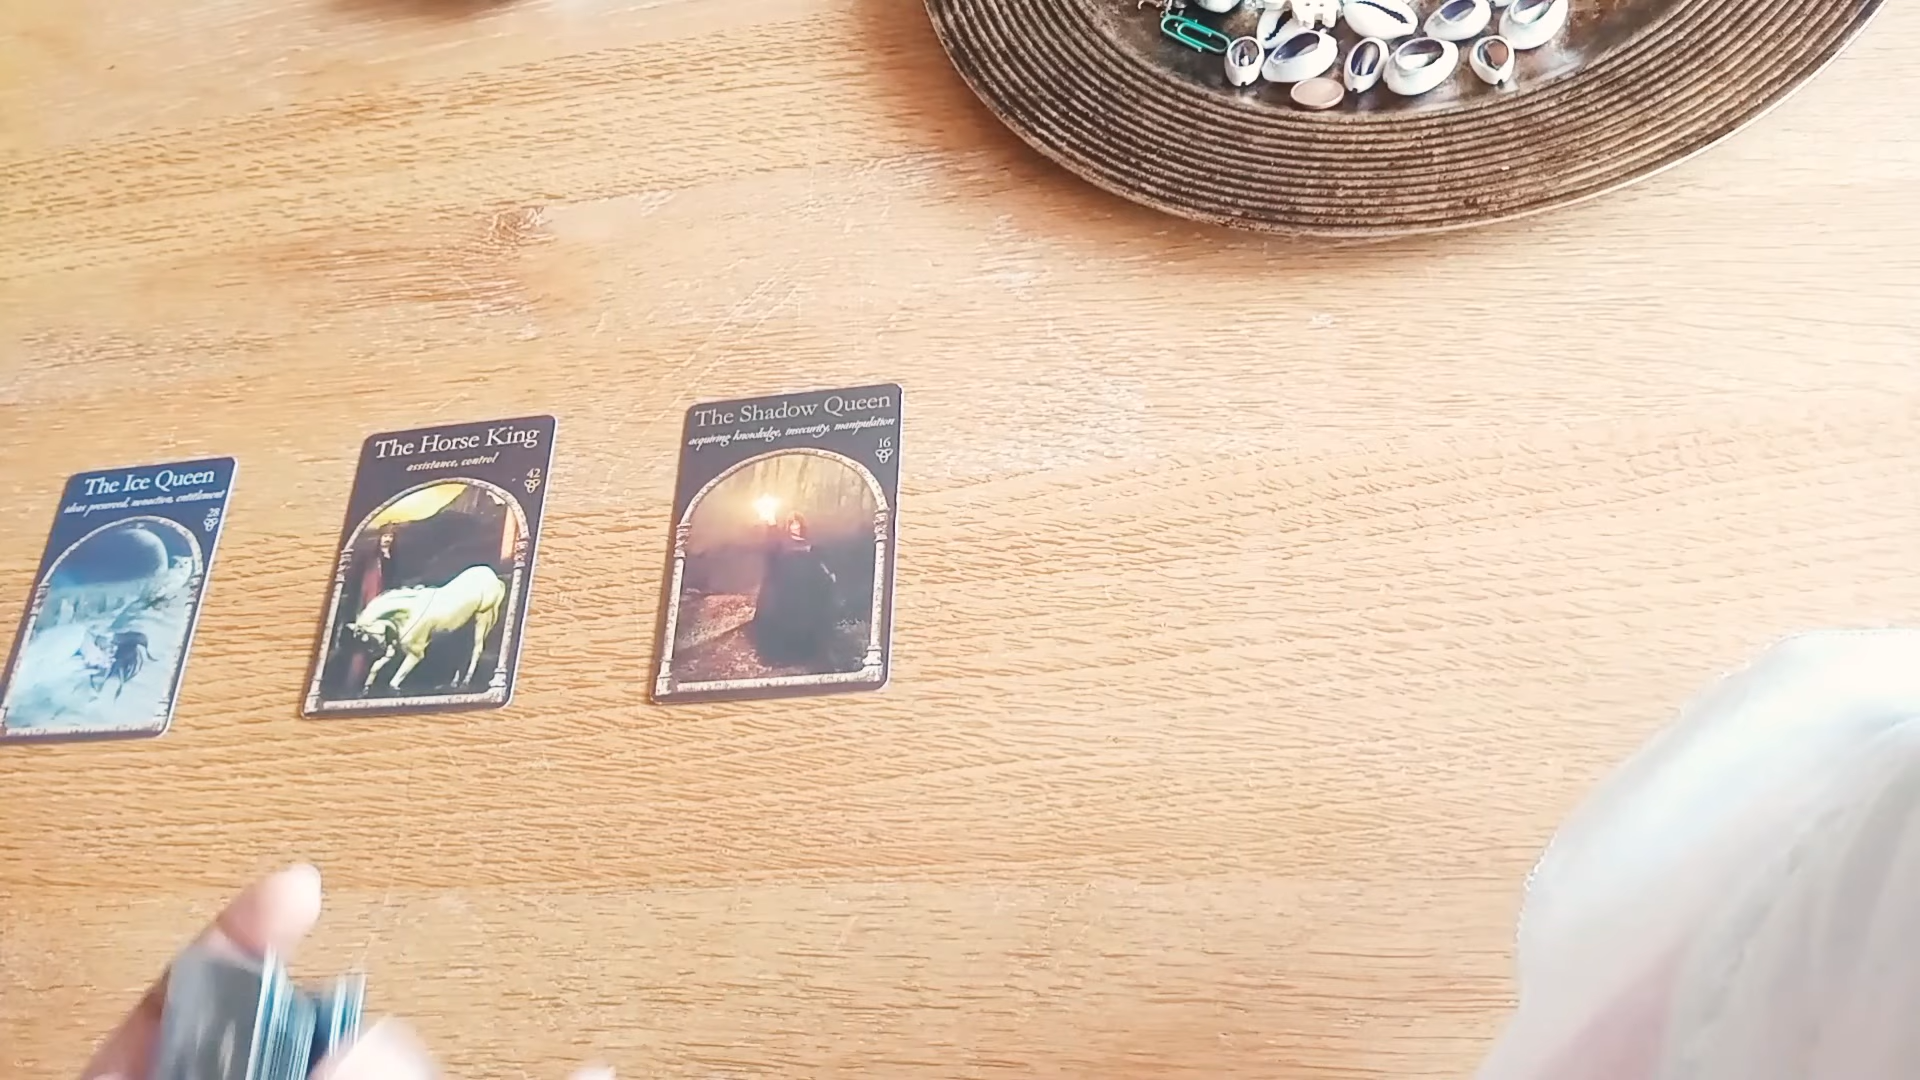 The Ice Queen
ideas preserved, inaction, entitlement
28
The Horse King
assistance, control
42
The Shadow Queen
acquiring knowledge, insecurity, manipulation
16